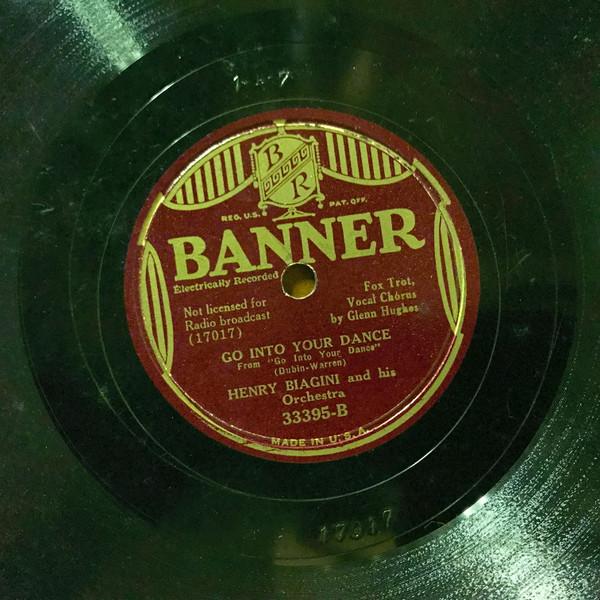 B
R
REG. U.S. PAT. OFF.
BANNER
Electrically Recorded
Not licensed for
Radio broadcast
(17017)
Fox Trot,
Vocal Chorus
by Glenn Hughes
GO INTO YOUR DANCE
From "Go Into Your Dance"
(Dubin-Warren)
HENRY BIAGINI and his
Orchestra
33395-B
MADE IN U.S.A.
17017